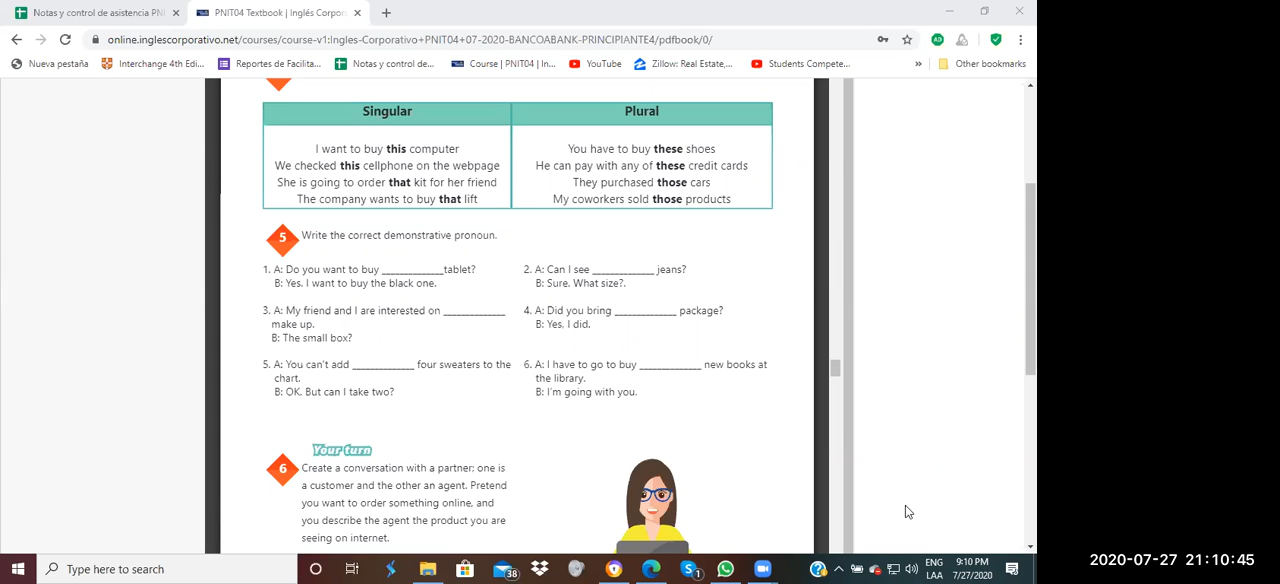 Notas y control de asistencia PNI
PNIT04 Textbook | Inglés Corpor
online.inglescorporativo.net/courses/course-v1:Ingles-Corporativo+PNIT04+07-2020-BANCOABANK-PRINCIPIANTE4/pdfbook/0/
Nueva pestaña
Interchange 4th Edi...
Reportes de Facilita...
Notas y control de...
Course | PNIT04 | In...
YouTube
Zillow: Real Estate,...
Students Compete...
»
Other bookmarks
Singular
Plural
I want to buy this computer
We checked this cellphone on the webpage
She is going to order that kit for her friend
The company wants to buy that lift
You have to buy these shoes
He can pay with any of these credit cards
They purchased those cars
My coworkers sold those products
5
Write the correct demonstrative pronoun.
1. A: Do you want to buy ______________tablet?
B: Yes. I want to buy the black one.
2. A: Can I see ______________ jeans?
B: Sure. What size?.
3. A: My friend and I are interested on ______________
make up.
B: The small box?
4. A: Did you bring ______________ package?
B: Yes, I did.
5. A: You can't add ______________ four sweaters to the
chart.
B: OK. But can I take two?
6. A: I have to go to buy ______________ new books at
the library.
B: I'm going with you.
Your turn
6
Create a conversation with a partner: one is
a customer and the other an agent. Pretend
you want to order something online, and
you describe the agent the product you are
seeing on internet.
Type here to search
38
1
ENG
LAA
9:10 PM
7/27/2020
2020-07-27 21:10:45